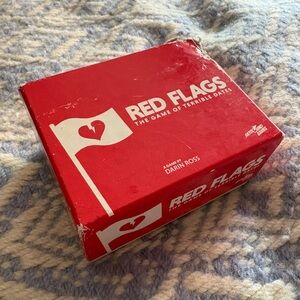 RED FLAGS
THE GAME OF TERRIBLE DATES
A GAME BY
DARIN ROSS
RED FLAGS